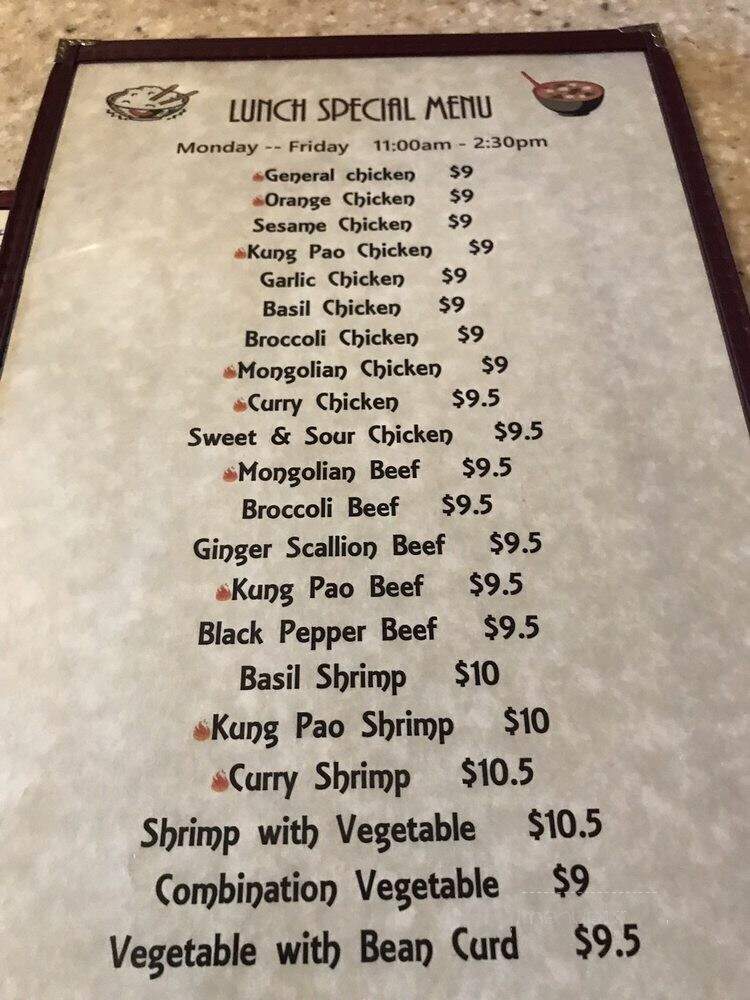 LUNCH SPECIAL MENU
Monday -- Friday 11:00am - 2:30pm
General chicken $9
Orange Chicken $9
Sesame Chicken $9
Kung Pao Chicken $9
Garlic Chicken $9
Basil Chicken $9
Broccoli Chicken $9
Mongolian Chicken $9
Curry Chicken $9.5
Sweet & Sour Chicken $9.5
Mongolian Beef $9.5
Broccoli Beef $9.5
Ginger Scallion Beef $9.5
Kung Pao Beef $9.5
Black Pepper Beef $9.5
Basil Shrimp $10
Kung Pao Shrimp $10
Curry Shrimp $10.5
Shrimp with Vegetable $10.5
Combination Vegetable $9
Vegetable with Bean Curd $9.5